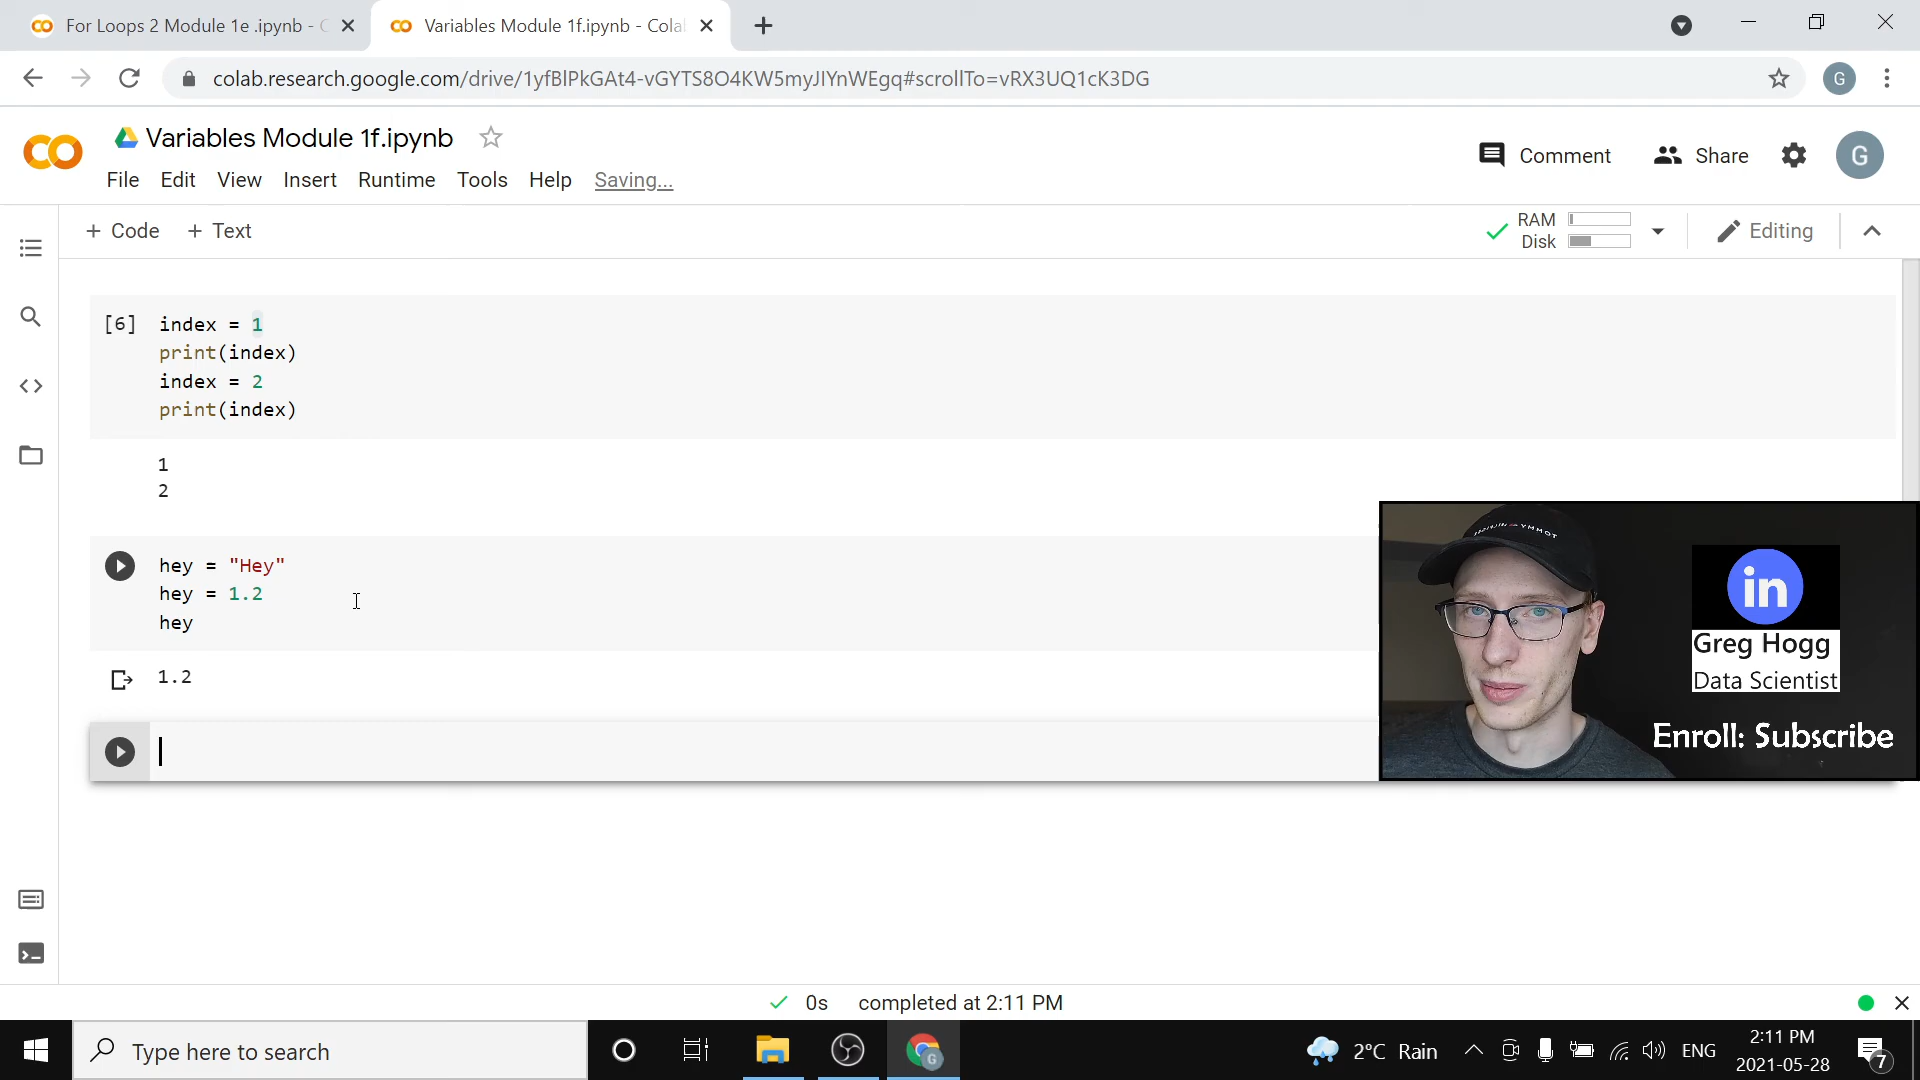 For Loops 2 Module 1e .ipynb - C
Variables Module 1f.ipynb - Cola
colab.research.google.com/drive/1yfBlPkGAt4-vGYTS8O4KW5myJIYnWEgq#scrollTo=vRX3UQ1cK3DG
G
Variables Module 1f.ipynb
File Edit View Insert Runtime Tools Help Saving...
Comment
Share
G
+ Code + Text
RAM
Disk
Editing
[6] index = 1
print(index)
index = 2
print(index)
1
2
hey = "Hey"
hey = 1.2
hey
1.2
in
Greg Hogg
Data Scientist
Enroll: Subscribe
0s completed at 2:11 PM
Type here to search
G
2°C Rain
ENG
2:11 PM
2021-05-28
7